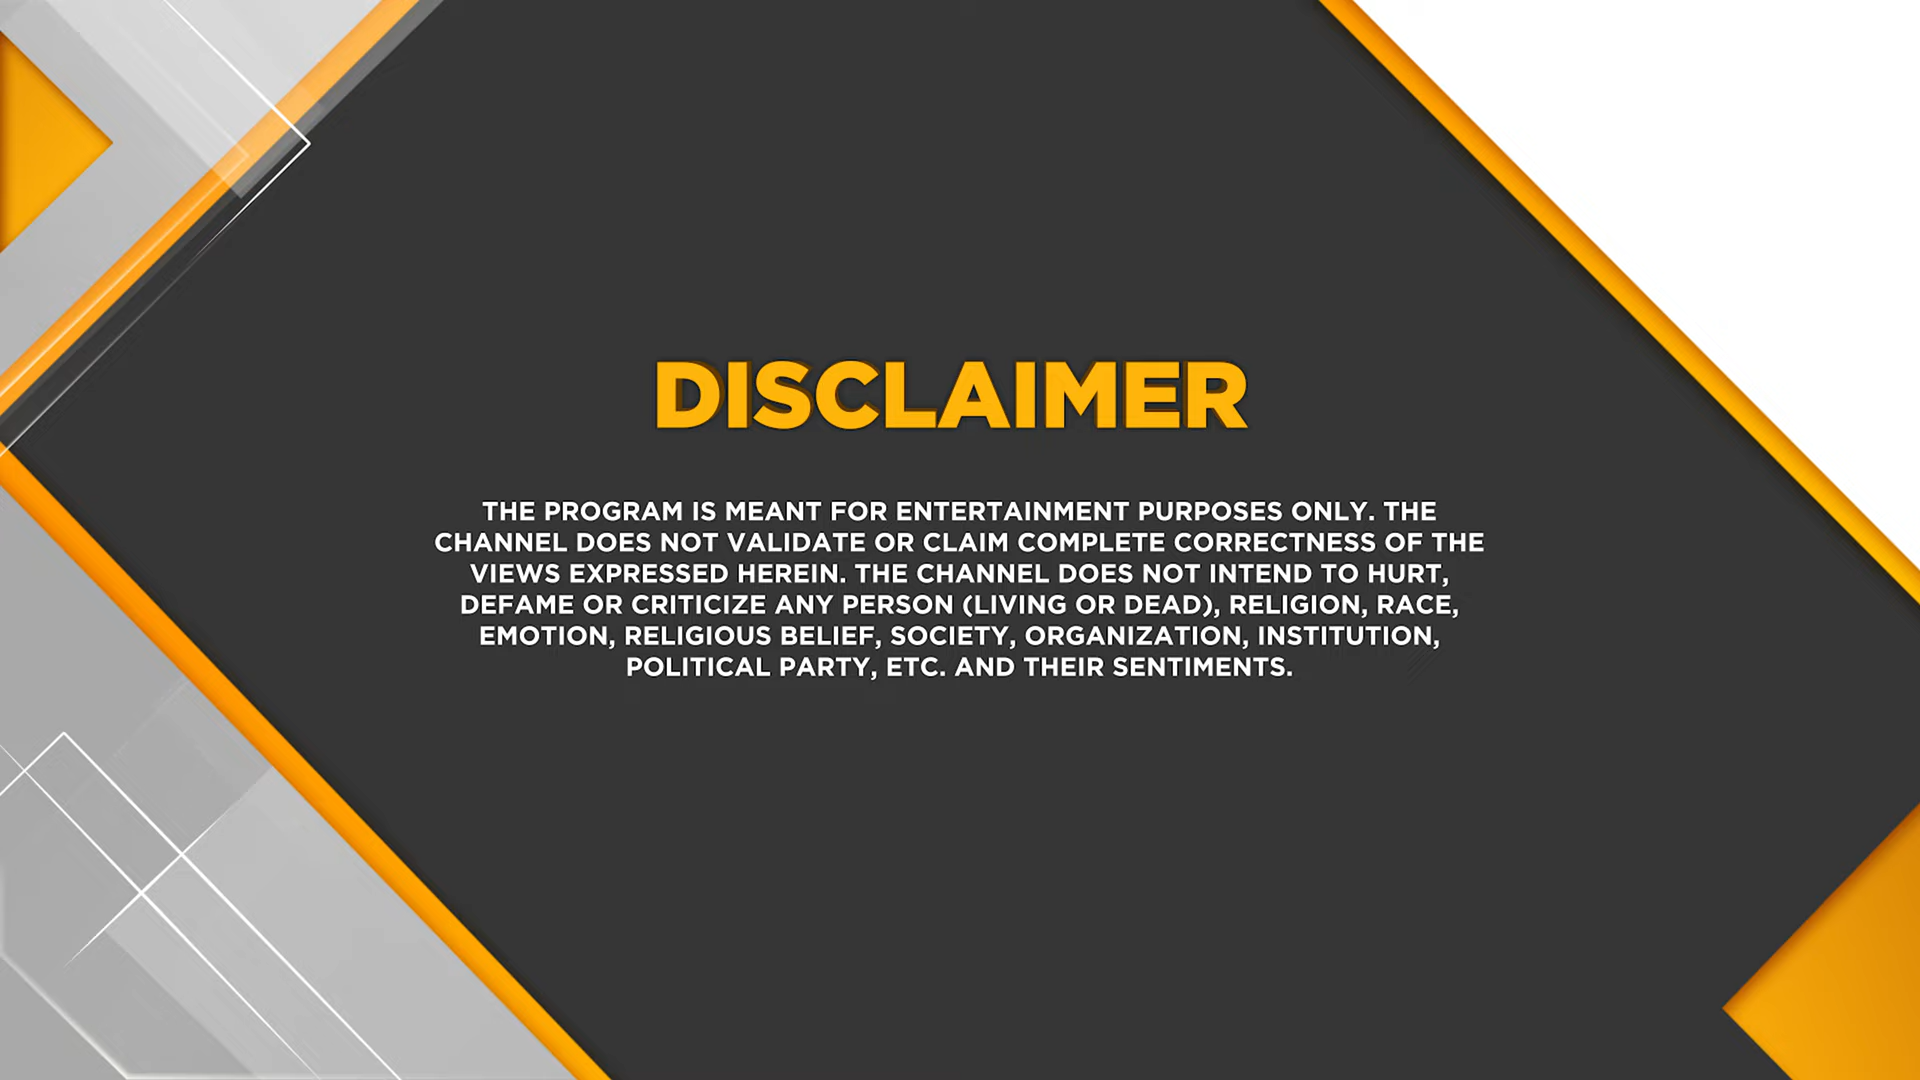 DISCLAIMER
THE PROGRAM IS MEANT FOR ENTERTAINMENT PURPOSES ONLY. THE
CHANNEL DOES NOT VALIDATE OR CLAIM COMPLETE CORRECTNESS OF THE
VIEWS EXPRESSED HEREIN. THE CHANNEL DOES NOT INTEND TO HURT,
DEFAME OR CRITICIZE ANY PERSON (LIVING OR DEAD), RELIGION, RACE,
EMOTION, RELIGIOUS BELIEF, SOCIETY, ORGANIZATION, INSTITUTION,
POLITICAL PARTY, ETC. AND THEIR SENTIMENTS.